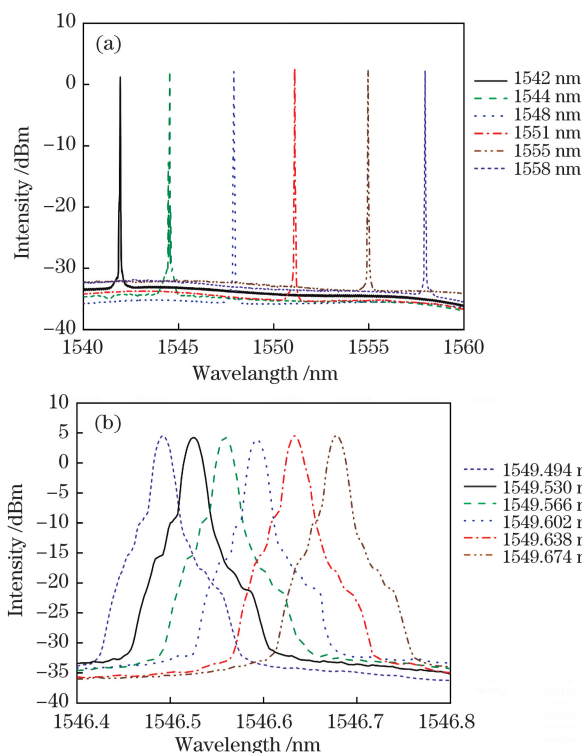 (a)
0
−10
−20
−30
−40
Intensity /dBm
1540
1545
1550
1555
1560
Wavelangth /nm
1542 nm
1544 nm
1548 nm
1551 nm
1555 nm
1558 nm
(b)
10
5
0
−5
−10
−15
−20
−25
−30
−35
−40
Intensity /dBm
1546.4
1546.5
1546.6
1546.7
1546.8
Wavelength /nm
1549.494 r
1549.530 r
1549.566 r
1549.602 r
1549.638 r
1549.674 r